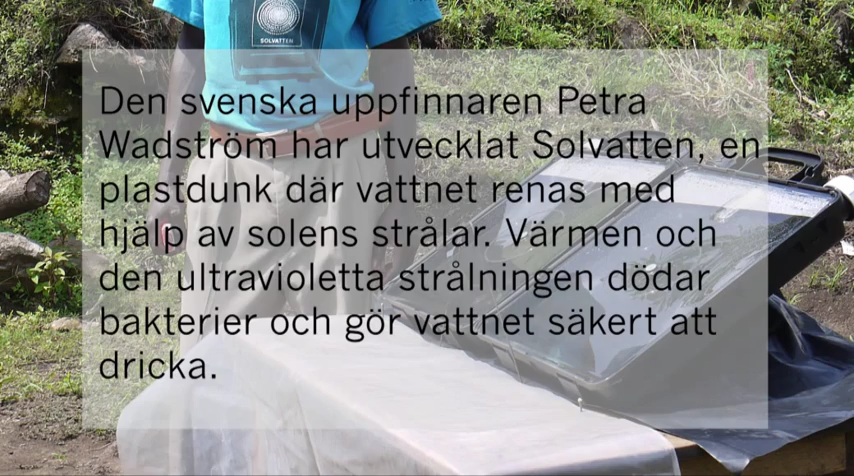 SOLVATTEN
Den svenska uppfinnaren Petra
Wadström har utvecklat Solvatten, en
plastdunk där vattnet renas med
hjälp av solens strålar. Värmen och
den ultravioletta strålningen dödar
bakterier och gör vattnet säkert att
dricka.